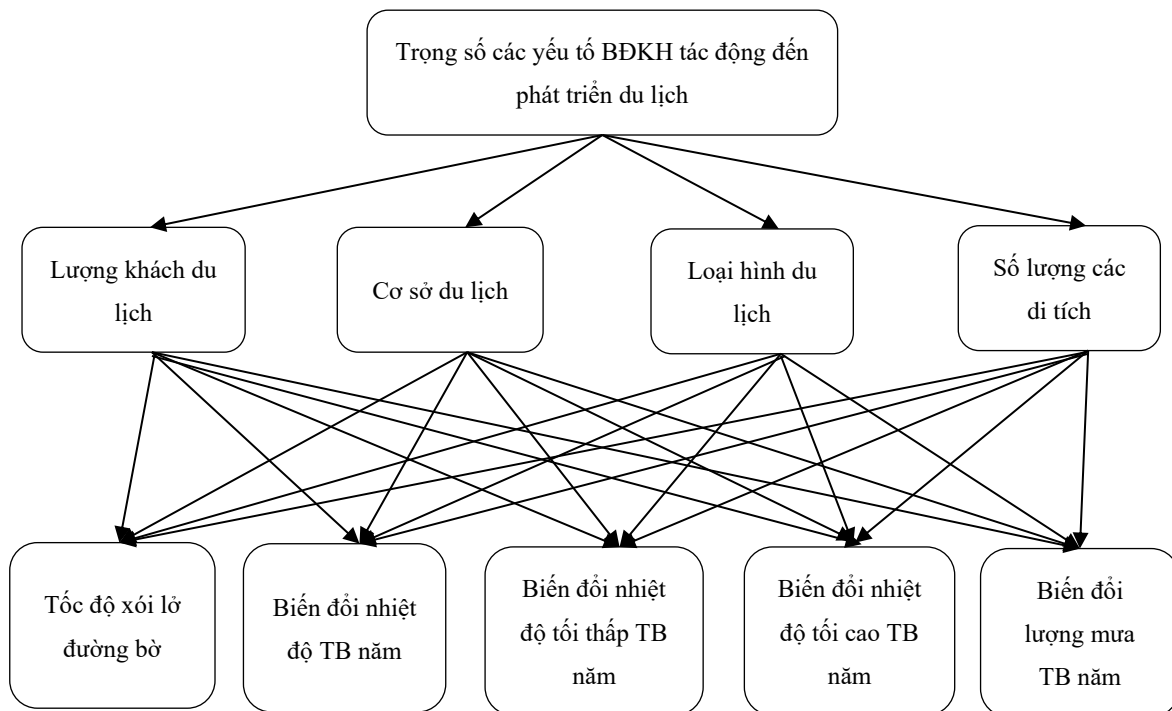 Trọng số các yếu tố BĐKH tác động đến
phát triển du lịch
Lượng khách du
lịch
Cơ sở du lịch
Loại hình du
lịch
Số lượng các
di tích
Tốc độ xói lở
đường bờ
Biến đổi nhiệt
độ TB năm
Biến đổi nhiệt
độ tối thấp TB
năm
Biến đổi nhiệt
độ tối cao TB
năm
Biến đổi
lượng mưa
TB năm